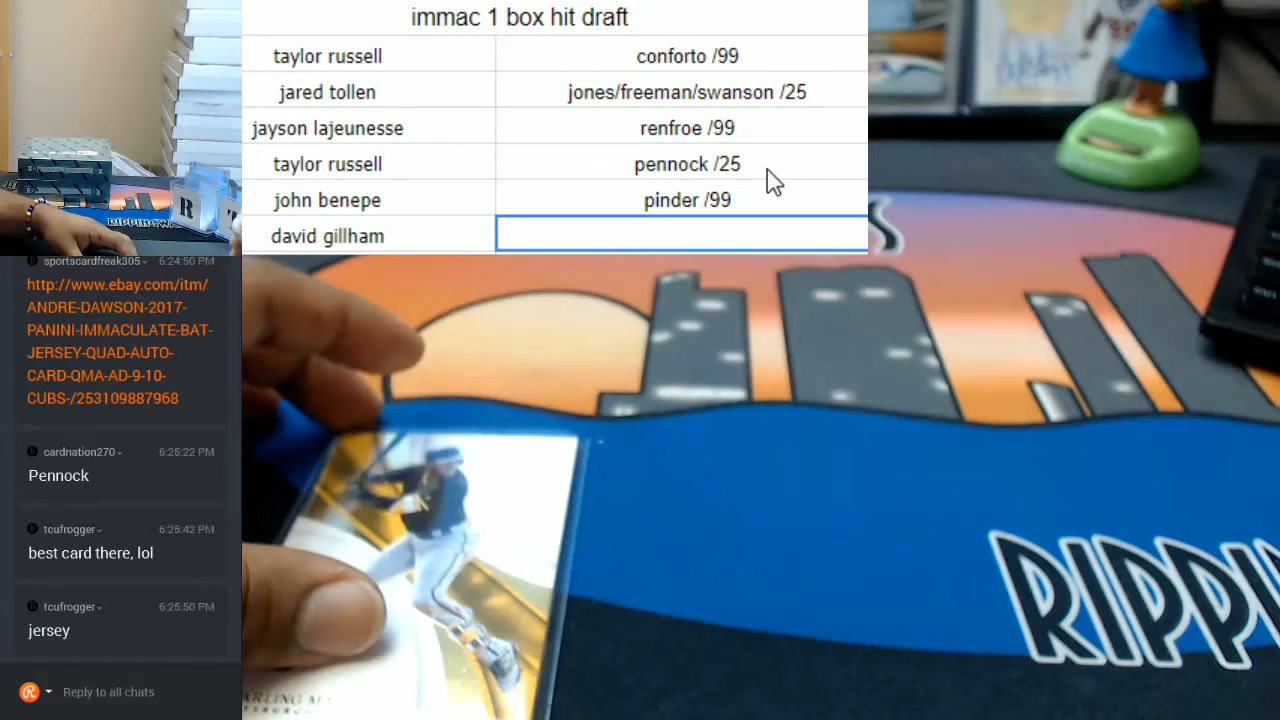 immac 1 box hit draft
taylor russell conforto /99
jared tollen jones/freeman/swanson /25
jayson lajeunesse renfroe /99
taylor russell pennock /25
john benepe pinder /99
david gillham
R
RIPPINGWA
sportscardfreak305 6:24:50 PM
http://www.ebay.com/itm/
ANDRE-DAWSON-2017-
PANINI-IMMACULATE-BAT-
JERSEY-QUAD-AUTO-
CARD-QMA-AD-9-10-
CUBS-/253109887968
cardnation270 6:25:22 PM
Pennock
tcufrogger 6:25:42 PM
best card there, lol
tcufrogger 6:25:50 PM
jersey
Reply to all chats
RIPPI